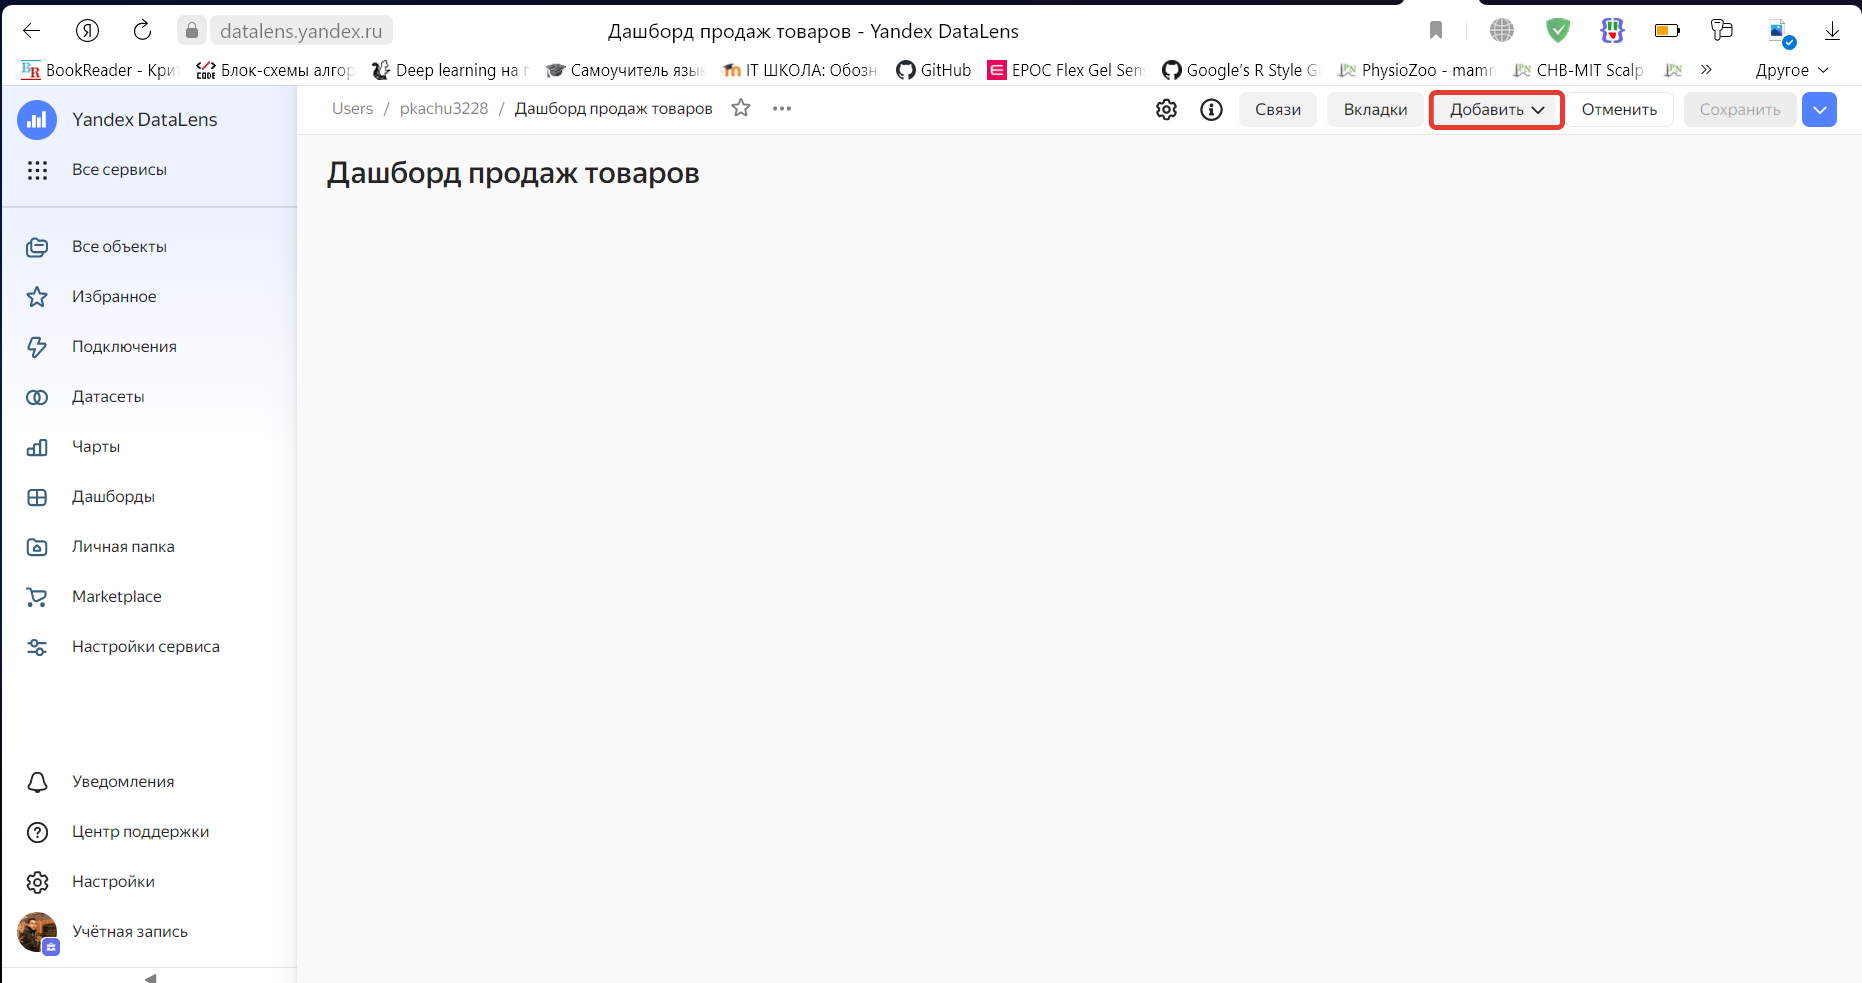 datalens.yandex.ru
Дашборд продаж товаров - Yandex DataLens
BookReader - Крит
Блок-схемы алгор
Deep learning на
Самоучитель язык
IT ШКОЛА: Обозн
GitHub
EPOC Flex Gel Sen
Google's R Style G
PhysioZoo - mam
CHB-MIT Scalp
Другое
Yandex DataLens
Users / pkachu3228 / Дашборд продаж товаров
Связи
Вкладки
Добавить
Отменить
Сохранить
Все сервисы
Дашборд продаж товаров
Все объекты
Избранное
Подключения
Датасеты
Чарты
Дашборды
Личная папка
Marketplace
Настройки сервиса
Уведомления
Центр поддержки
Настройки
Учётная запись